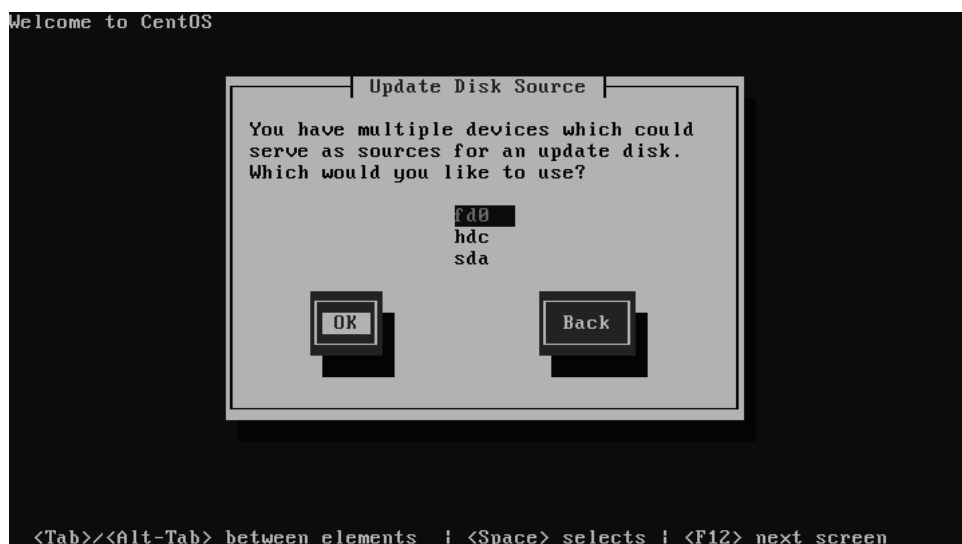 Welcome to CentOS
Update Disk Source
You have multiple devices which could
serve as sources for an update disk.
Which would you like to use?
fd0
hdc
sda
OK
Back
<Tab>/<Alt-Tab> between elements | <Space> selects | <F12> next screen